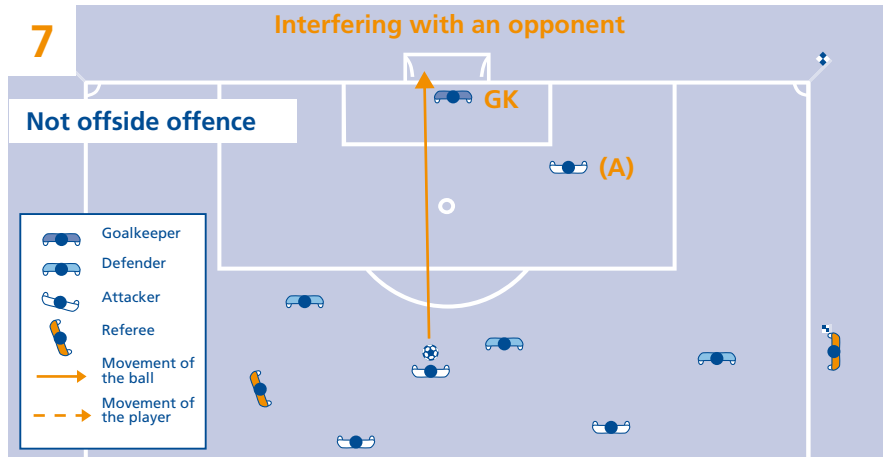 7
Interfering with an opponent
GK
Not offside offence
(A)
Goalkeeper
Defender
Attacker
Referee
Movement of
the ball
Movement of
the player